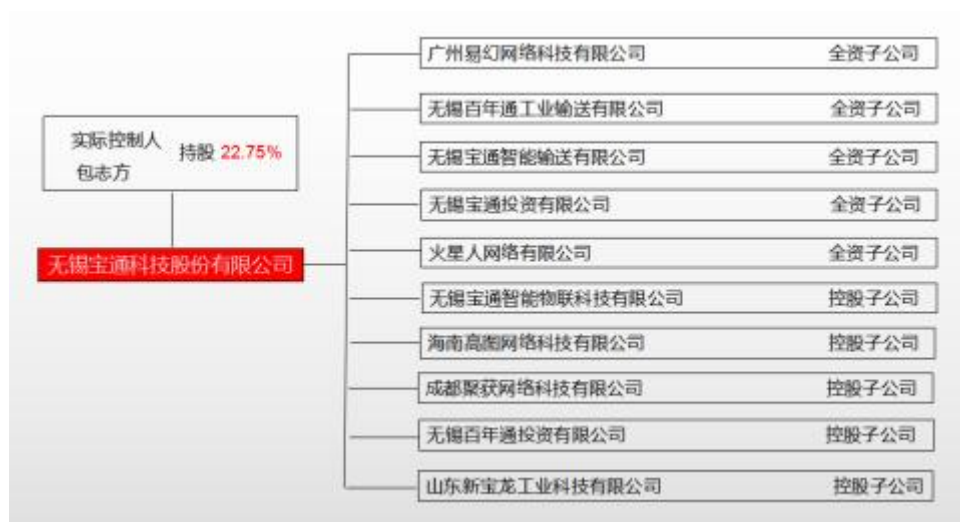 实际控制人
包志方
持股 22.75%
无锡宝通科技股份有限公司
广州易幻网络科技有限公司 全资子公司
无锡百年通工业输送有限公司 全资子公司
无锡宝通智能输送有限公司 全资子公司
无锡宝通投资有限公司 全资子公司
火星人网络有限公司 全资子公司
无锡宝通智能物联科技有限公司 控股子公司
海南高图网络科技有限公司 控股子公司
成都聚获网络科技有限公司 控股子公司
无锡百年通投资有限公司 控股子公司
山东新宝龙工业科技有限公司 控股子公司